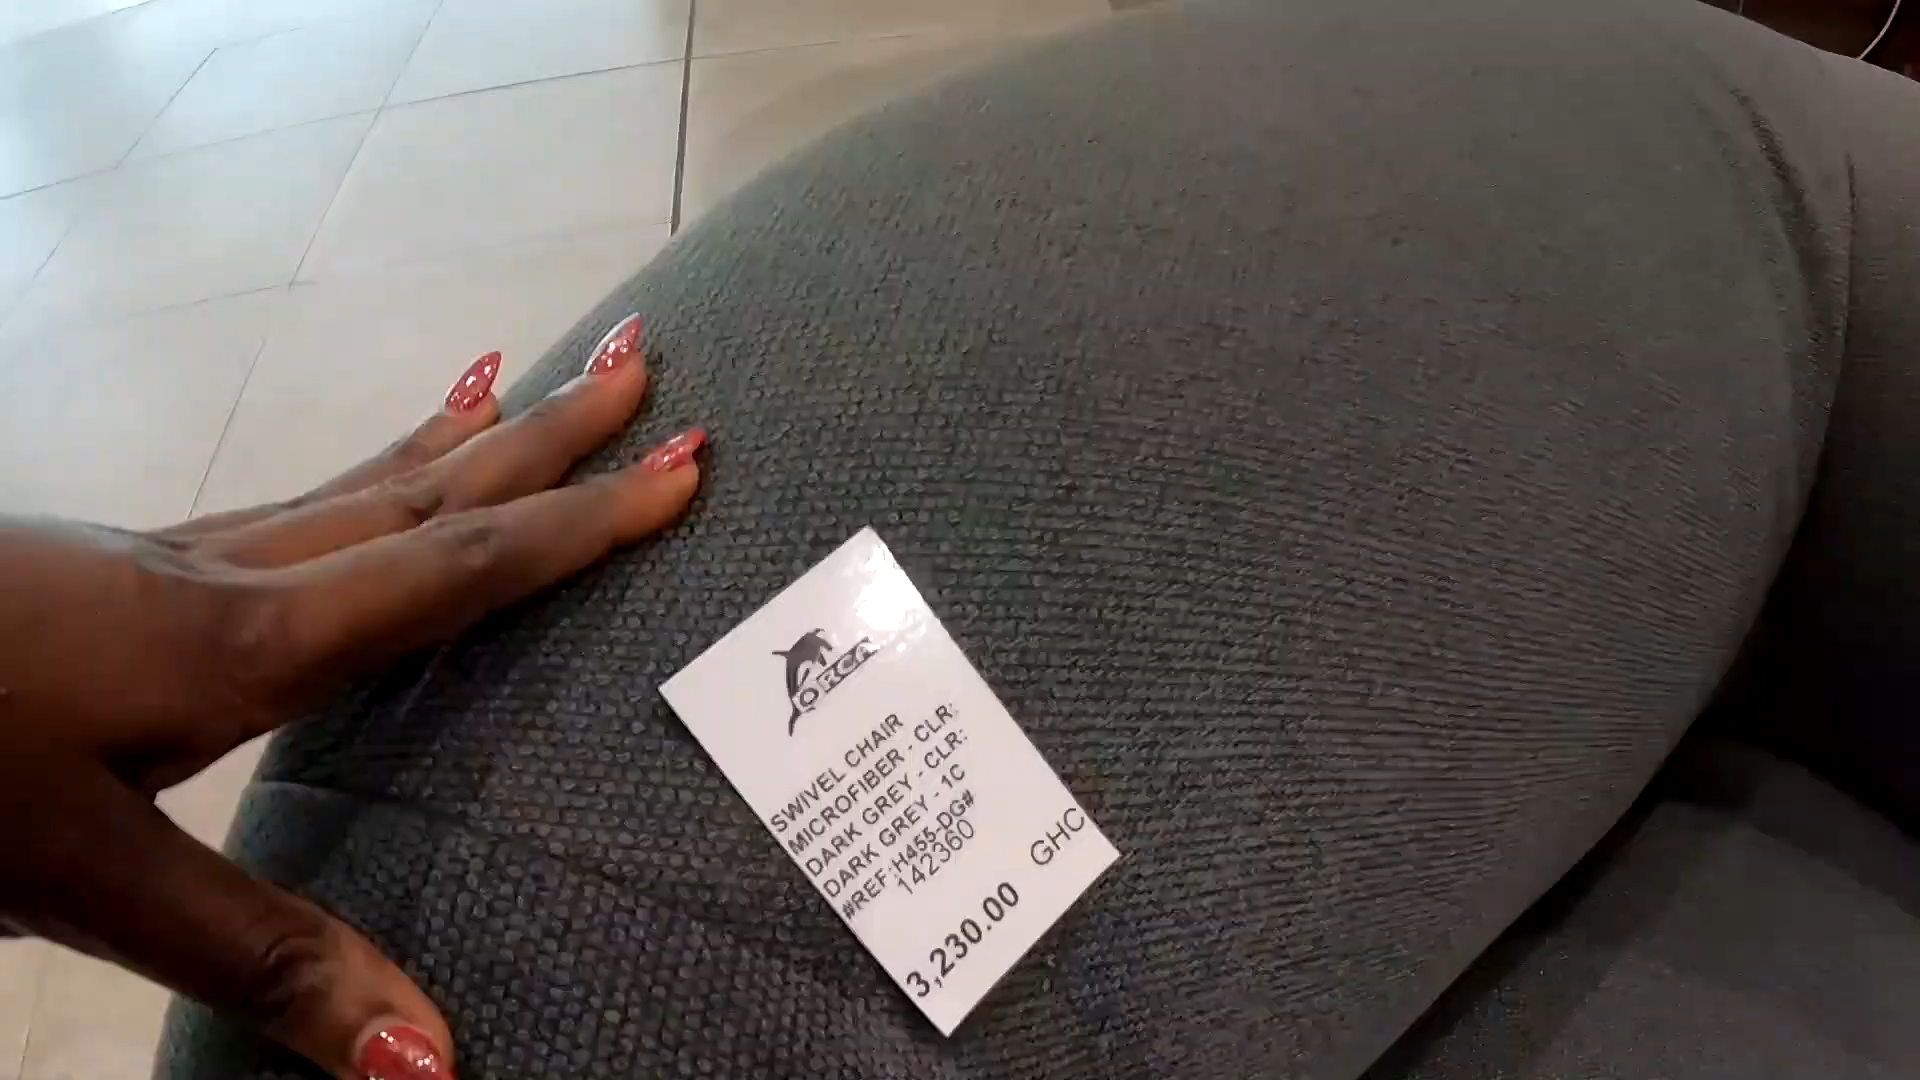 ORCA
SWIVEL CHAIR
MICROFIBER - CLR:
DARK GREY - CLR:
DARK GREY - 1C
#REF:H455-DG#
142360
3,230.00 GHC